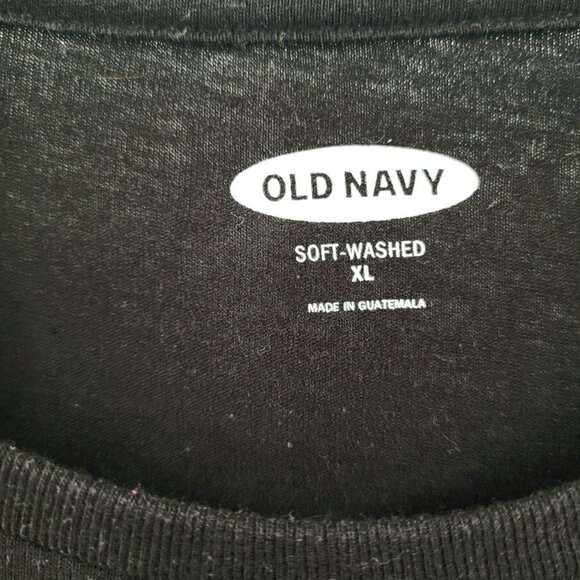 OLD NAVY
SOFT-WASHED
XL
MADE IN GUATEMALA